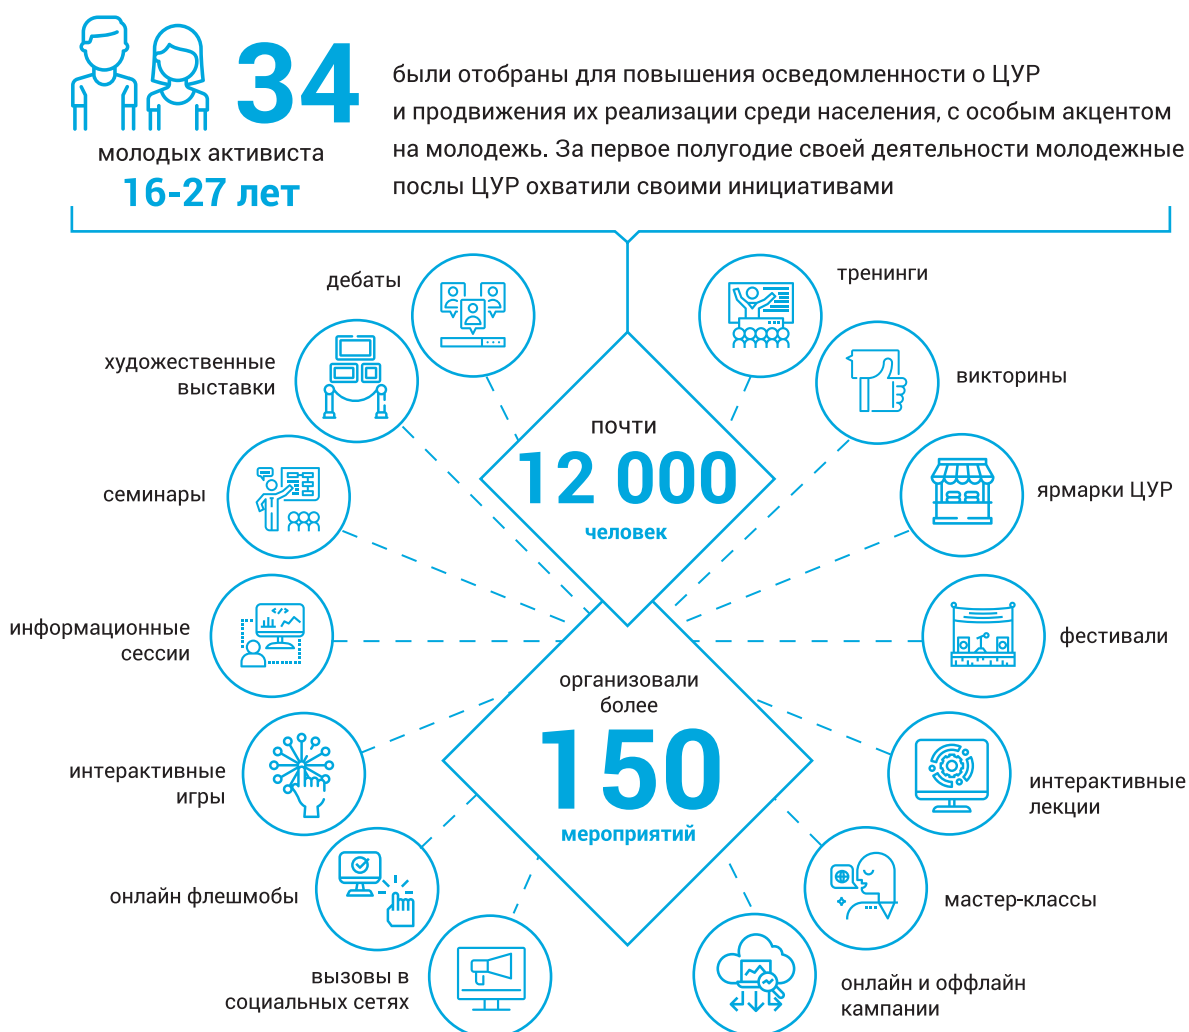 34
молодых активиста
16-27 лет
были отобраны для повышения осведомленности о ЦУР
и продвижения их реализации среди населения, с особым акцентом
на молодежь. За первое полугодие своей деятельности молодежные
послы ЦУР охватили своими инициативами
почти
12 000
человек
организовали
более
150
мероприятий
дебаты
художественные
выставки
семинары
информационные
сессии
интерактивные
игры
онлайн флешмобы
вызовы в
социальных сетях
тренинги
викторины
ярмарки ЦУР
фестивали
интерактивные
лекции
мастер-классы
онлайн и оффлайн
кампании